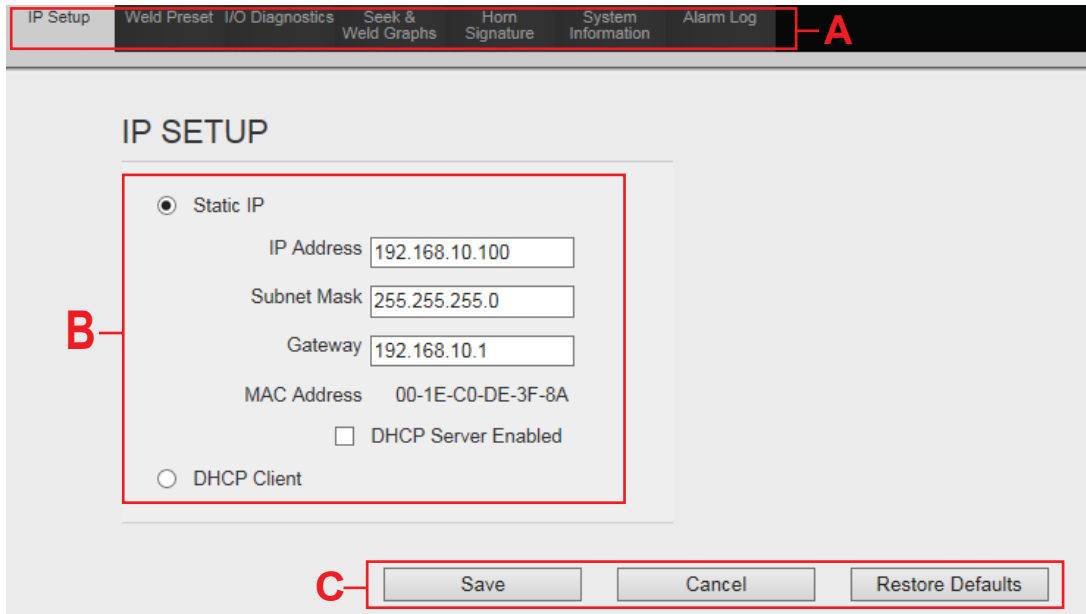 IP Setup Weld Preset I/O Diagnostics Seek & Horn System Alarm Log
Weld Graphs Signature Information
A
IP SETUP
Static IP
IP Address 192.168.10.100
Subnet Mask 255.255.255.0
B
Gateway 192.168.10.1
MAC Address 00-1E-C0-DE-3F-8A
DHCP Server Enabled
DHCP Client
C
Save Cancel Restore Defaults